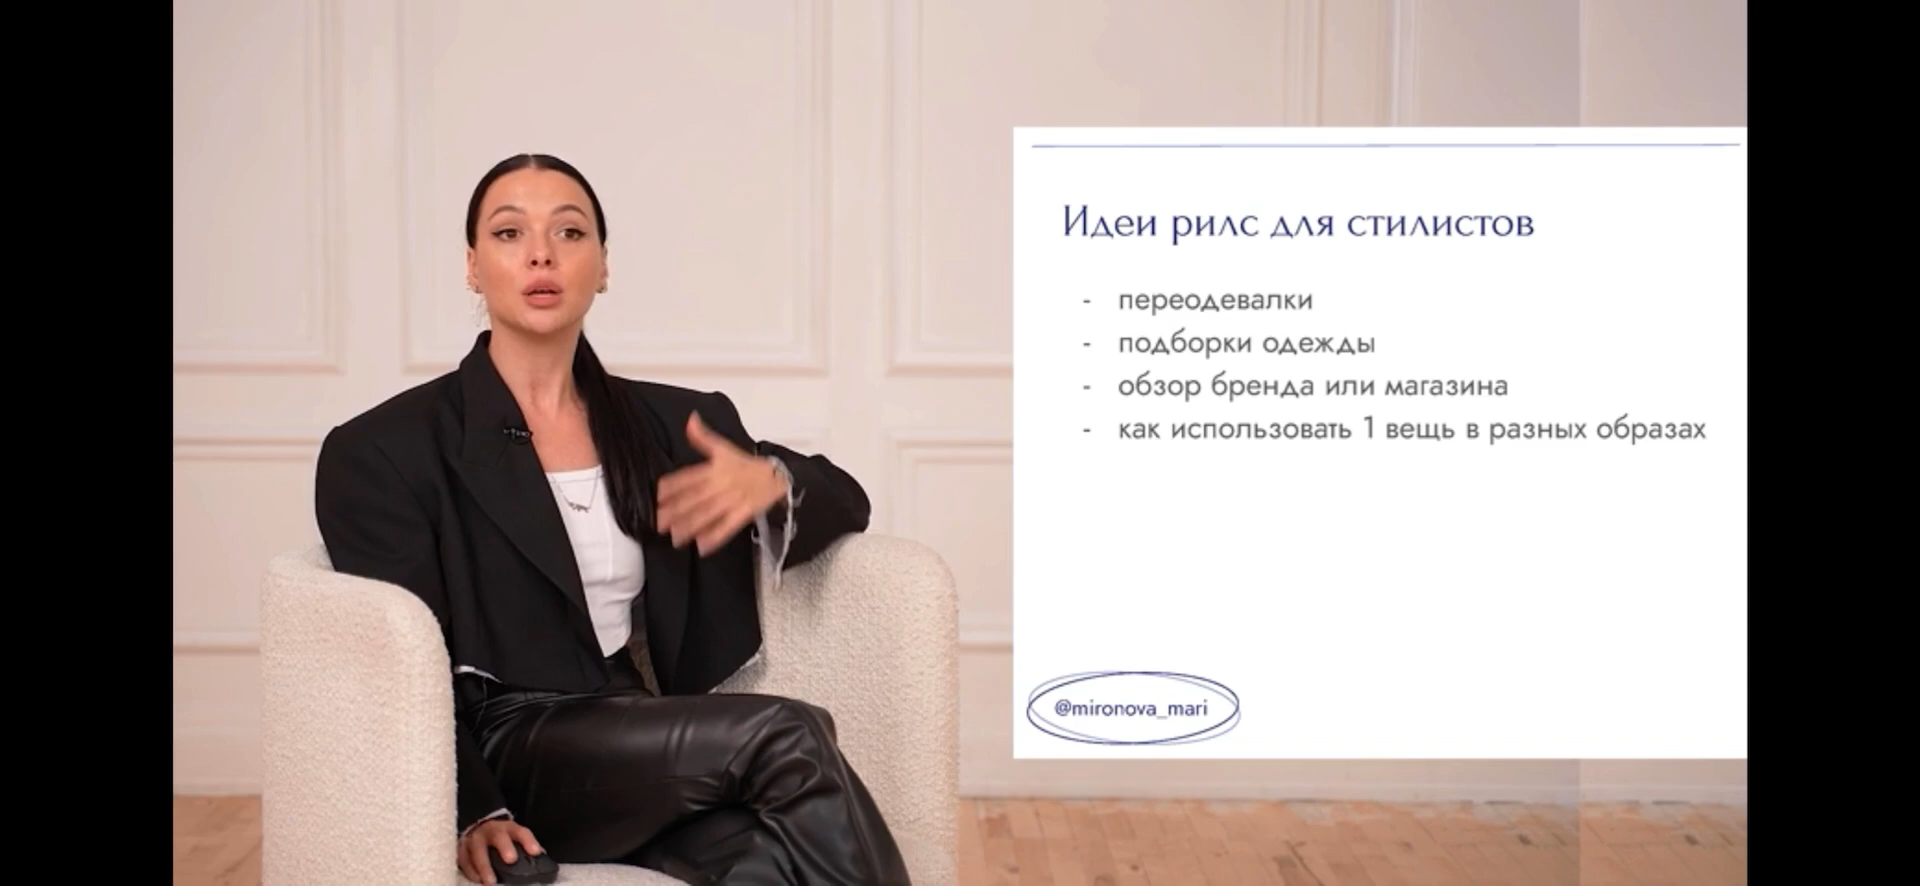 Идеи рилс для стилистов
- переодевалки
- подборки одежды
- обзор бренда или магазина
- как использовать 1 вещь в разных образах
@mironova_mari